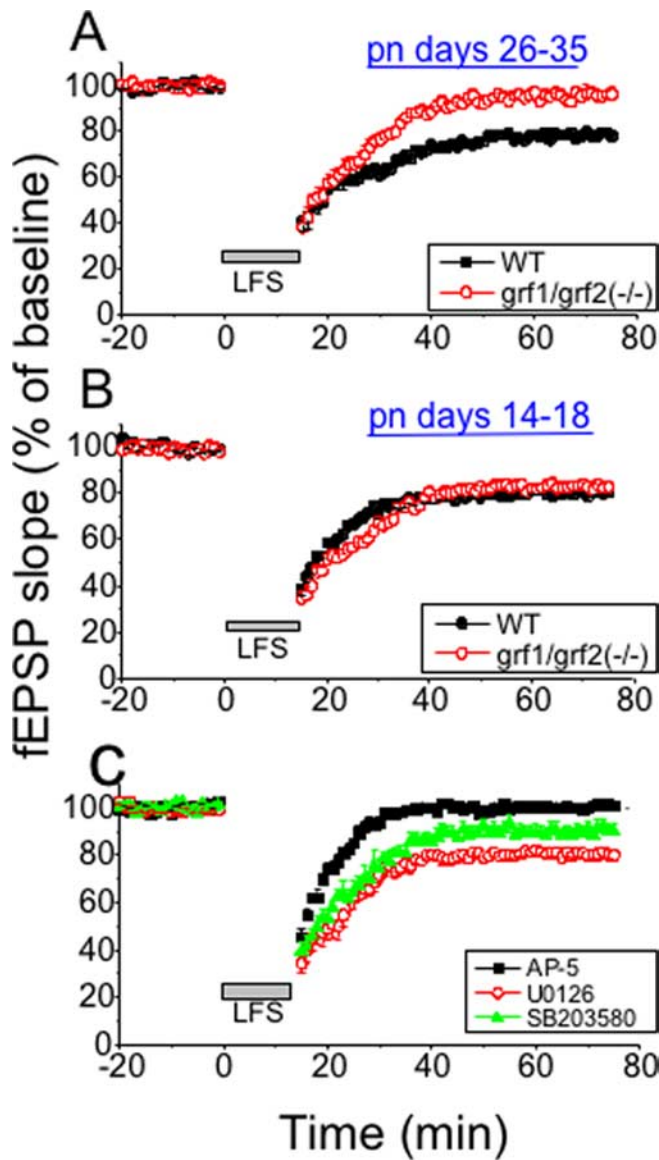 A
pn days 26-35
100
80
60
40
20
0
LFS
WT
grf1/grf2(-/-)
-20 0 20 40 60 80
B
pn days 14-18
100
80
60
40
20
0
LFS
WT
grf1/grf2(-/-)
-20 0 20 40 60 80
C
100
80
60
40
20
0
LFS
AP-5
U0126
SB203580
-20 0 20 40 60 80
fEPSP slope (% of baseline)
Time (min)